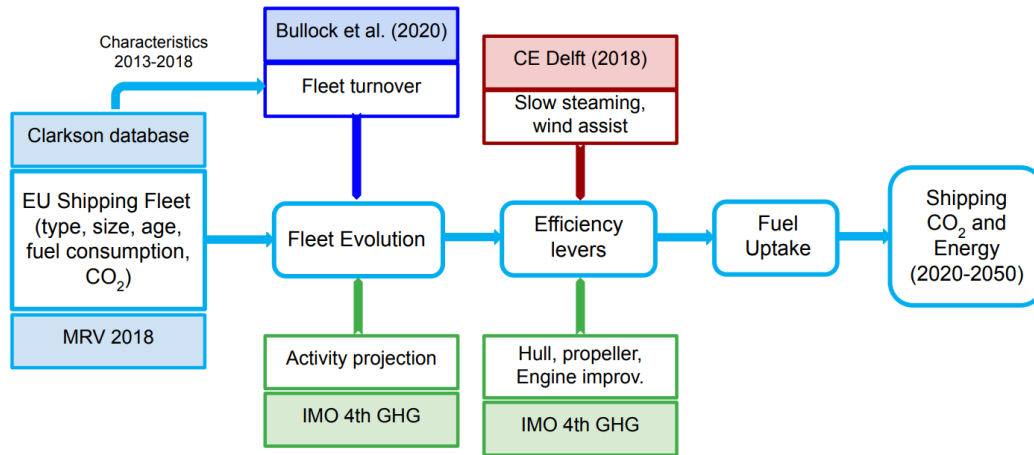 Characteristics
2013-2018
Clarkson database
EU Shipping Fleet
(type, size, age,
fuel consumption,
CO₂)
MRV 2018
Bullock et al. (2020)
Fleet turnover
Fleet Evolution
Activity projection
IMO 4th GHG
CE Delft (2018)
Slow steaming,
wind assist
Efficiency
levers
Hull, propeller,
Engine improv.
IMO 4th GHG
Fuel
Uptake
Shipping
CO₂ and
Energy
(2020-2050)